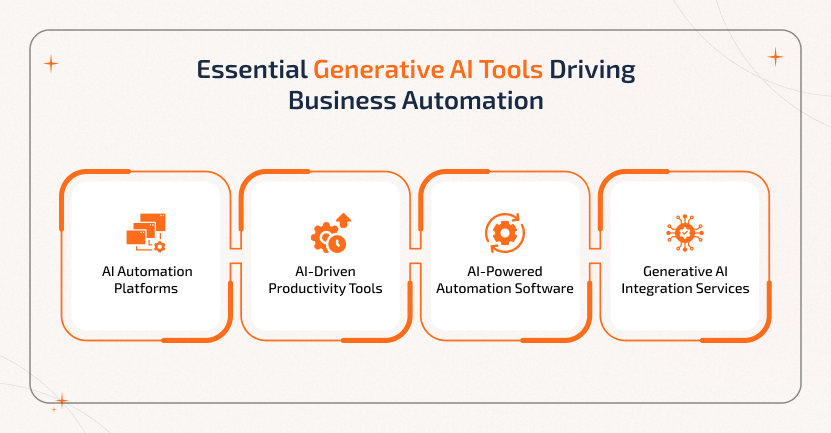 Essential Generative AI Tools Driving
Business Automation
AI Automation
Platforms
AI-Driven
Productivity Tools
AI-Powered
Automation Software
Generative AI
Integration Services